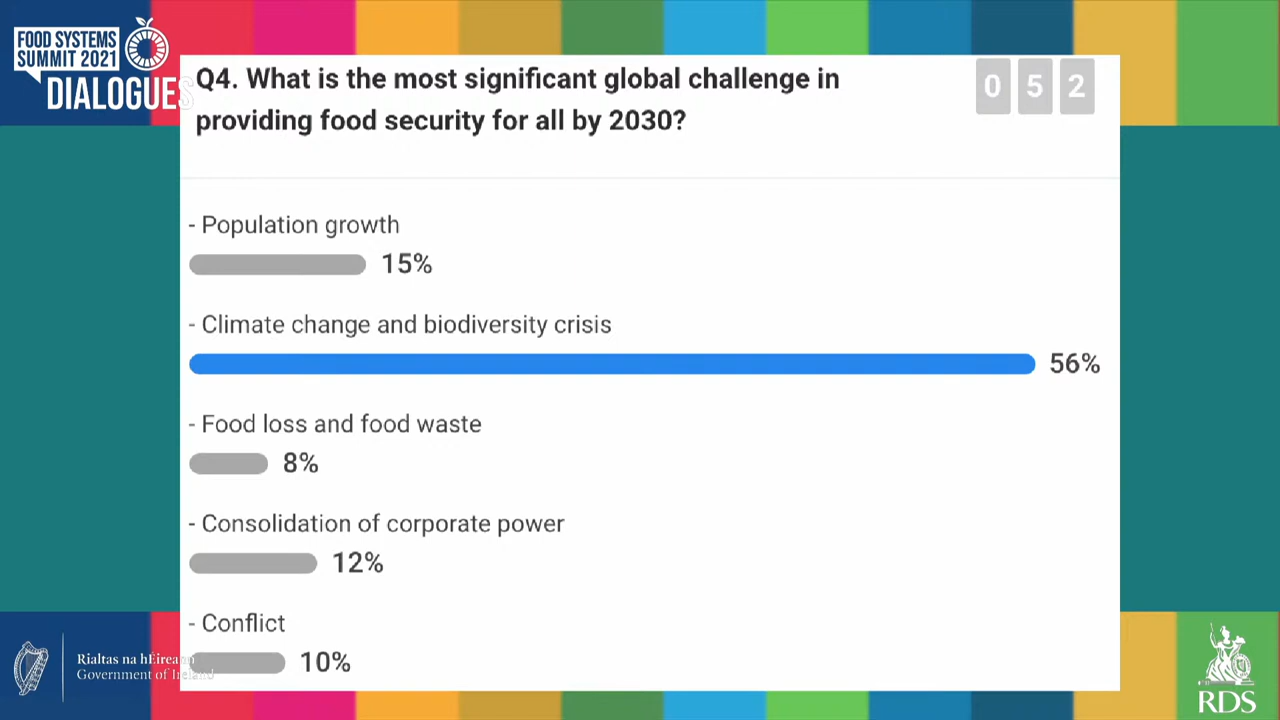 FOOD SYSTEMS
SUMMIT 2021
DIALOGUES
Q4. What is the most significant global challenge in
providing food security for all by 2030?
0 5 2
- Population growth
15%
- Climate change and biodiversity crisis
56%
- Food loss and food waste
8%
- Consolidation of corporate power
12%
- Conflict
10%
Rialtas na hÉireann
Government of Ireland
RDS